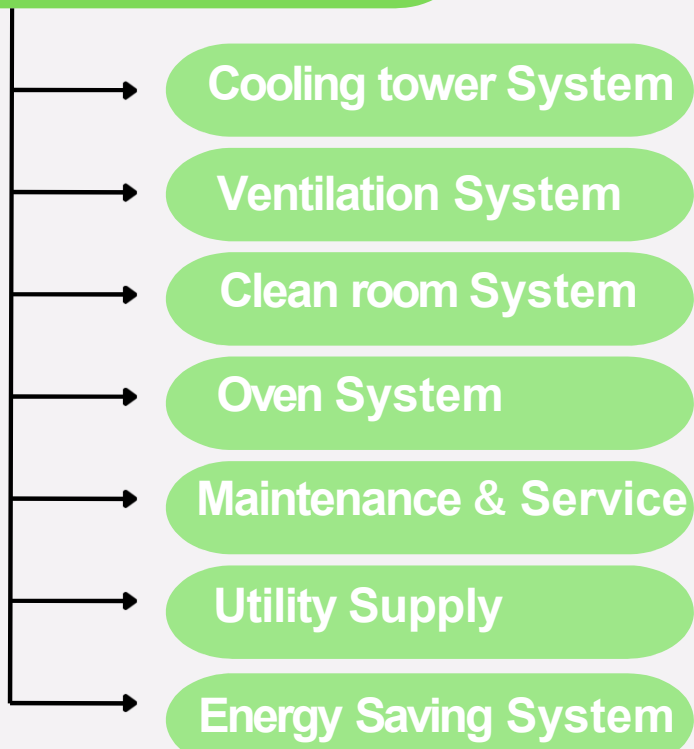 Cooling tower System
Ventilation System
Clean room System
Oven System
Maintenance & Service
Utility Supply
Energy Saving System